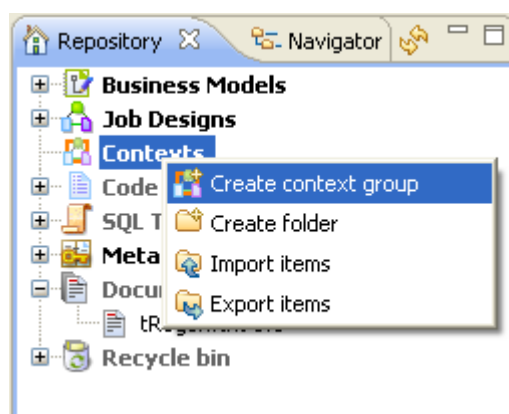 Repository Navigator
Business Models
Job Designs
Contexts
Create context group
Code
Create folder
SQL T
Import items
Meta
Export items
Docu
Recycle bin